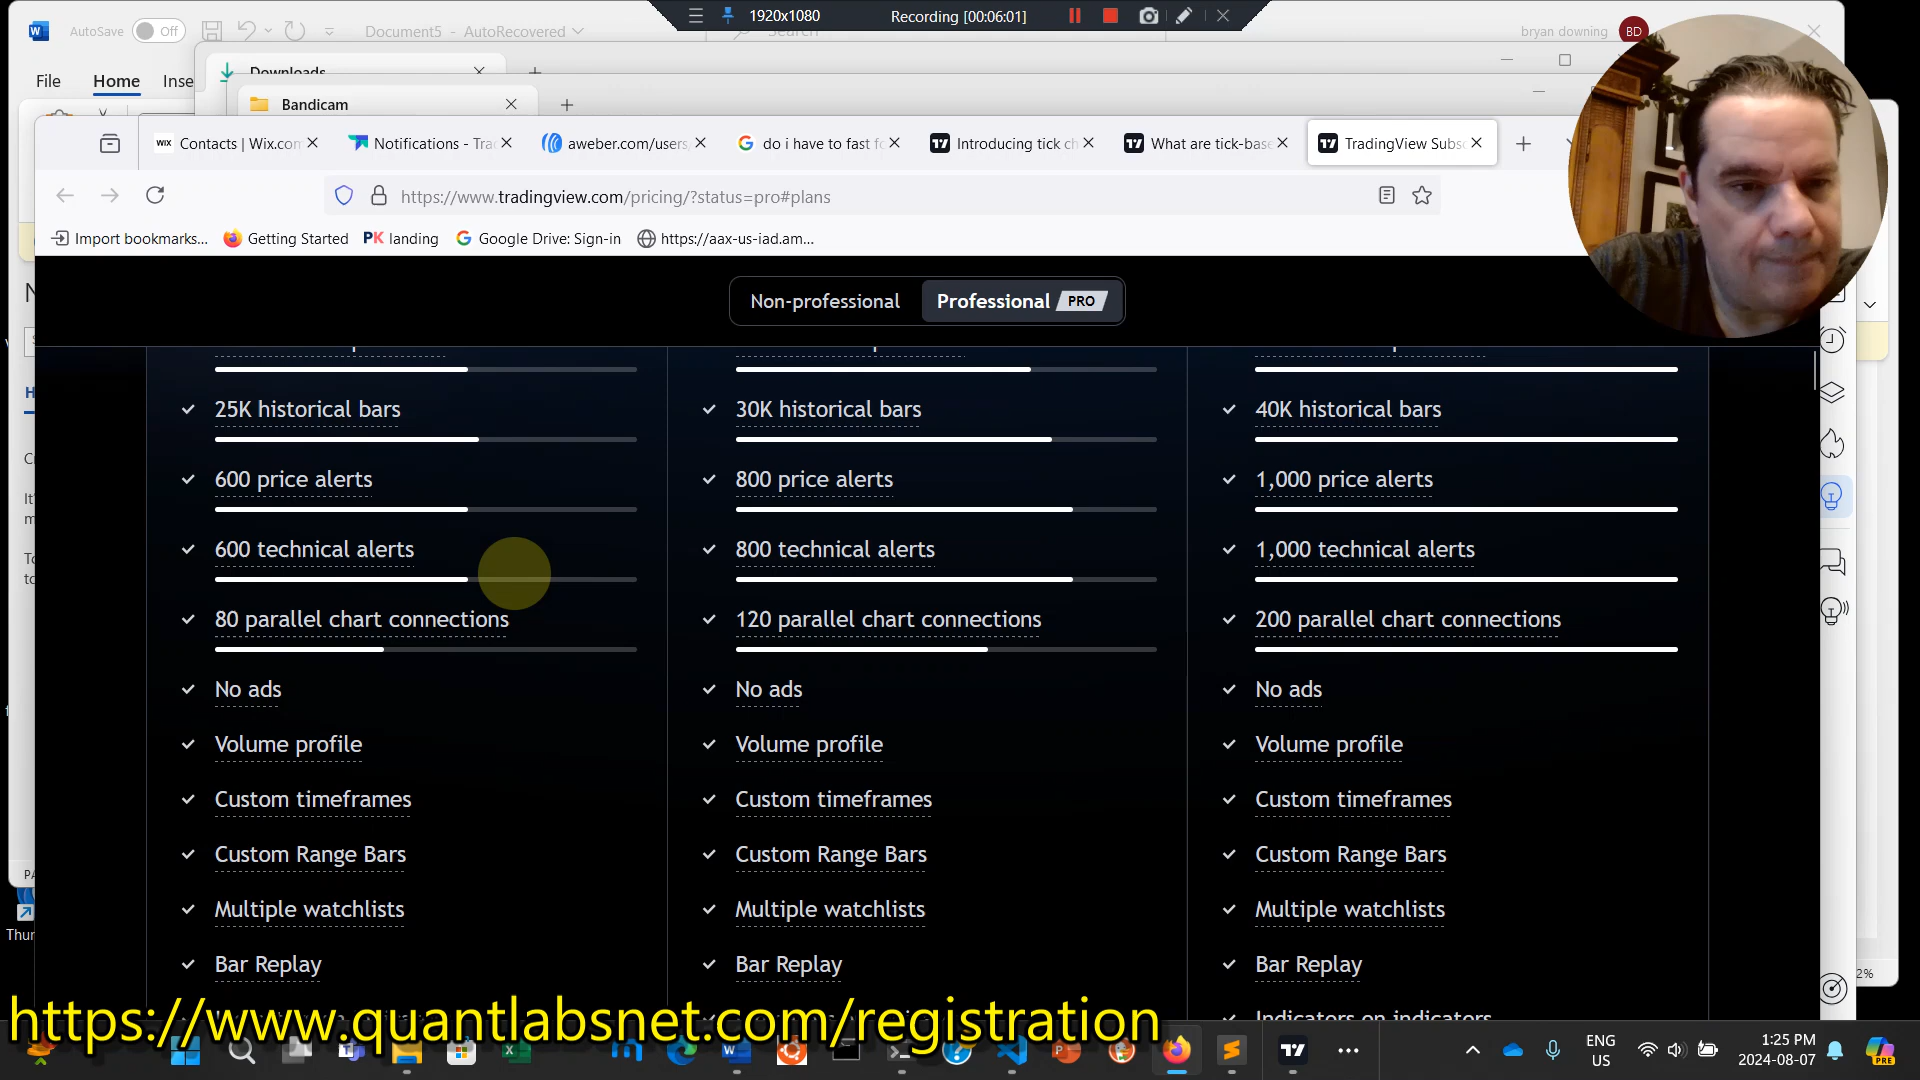 1920x1080
Recording [00:06:01]
AutoSave
Off
Document5 - AutoRecovered
Search
bryan downing
BD
File
Home
Inse
Downloads
Bandicam
Contacts | Wix.com
Notifications - Tra
aweber.com/users
do i have to fast f
Introducing tick ch
What are tick-base
TradingView Subs
https://www.tradingview.com/pricing/?status=pro#plans
Import bookmarks...
Getting Started
PK landing
Google Drive: Sign-in
https://aax-us-iad.am...
Non-professional
Professional PRO
25K historical bars
30K historical bars
40K historical bars
600 price alerts
800 price alerts
1,000 price alerts
600 technical alerts
800 technical alerts
1,000 technical alerts
80 parallel chart connections
120 parallel chart connections
200 parallel chart connections
No ads
No ads
No ads
Volume profile
Volume profile
Volume profile
Custom timeframes
Custom timeframes
Custom timeframes
Custom Range Bars
Custom Range Bars
Custom Range Bars
Multiple watchlists
Multiple watchlists
Multiple watchlists
Bar Replay
Bar Replay
Bar Replay
Indicators on indicators
https://www.quantlabsnet.com/registration
Thur
2%
ENG
US
1:25 PM
2024-08-07